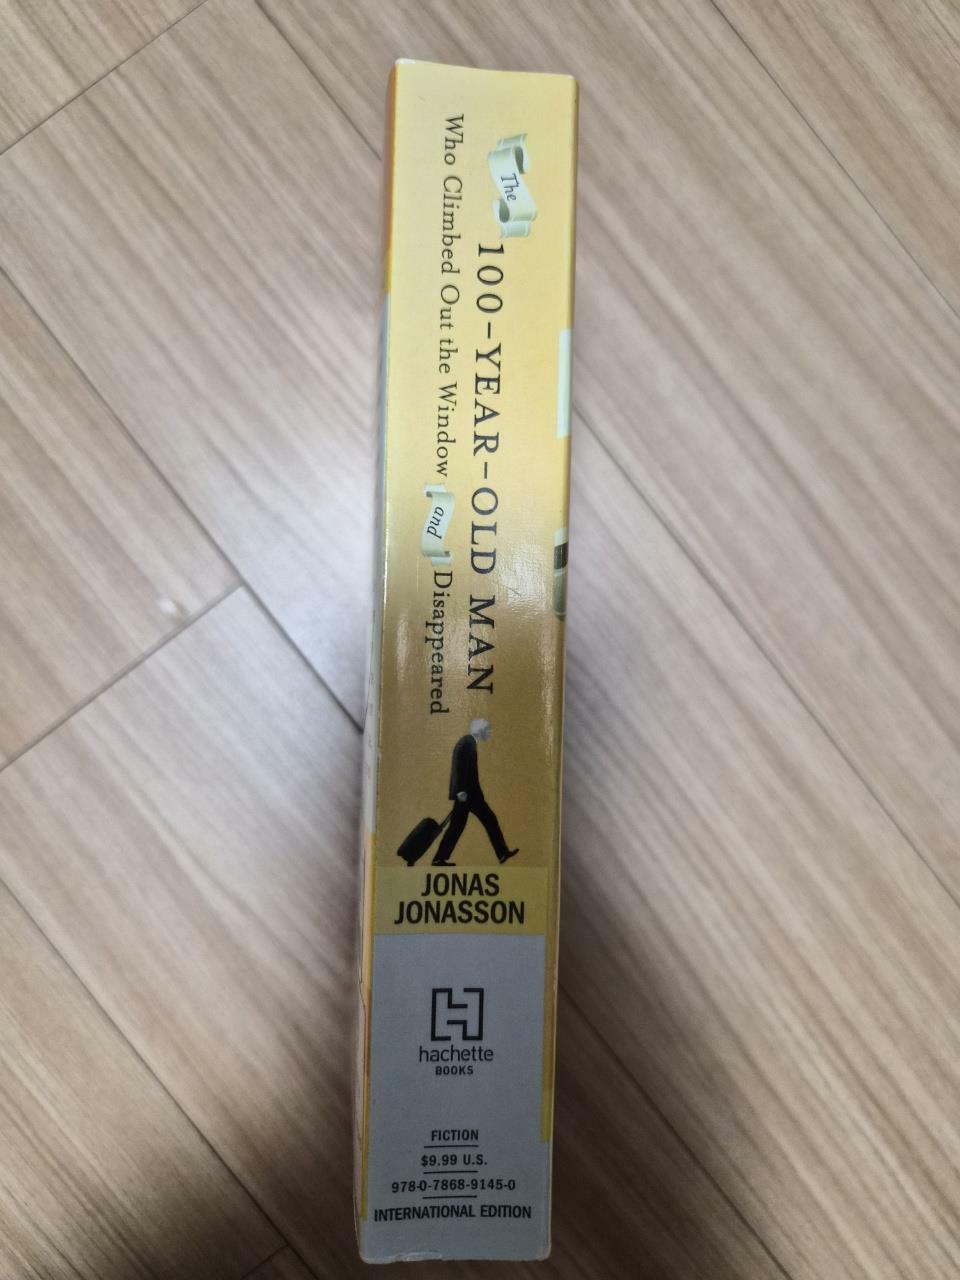 The
100-YEAR-OLD MAN
Who Climbed Out the Window and Disappeared
JONAS
JONASSON
hachette
BOOKS
FICTION
$9.99 U.S.
978-0-7868-9145-0
INTERNATIONAL EDITION